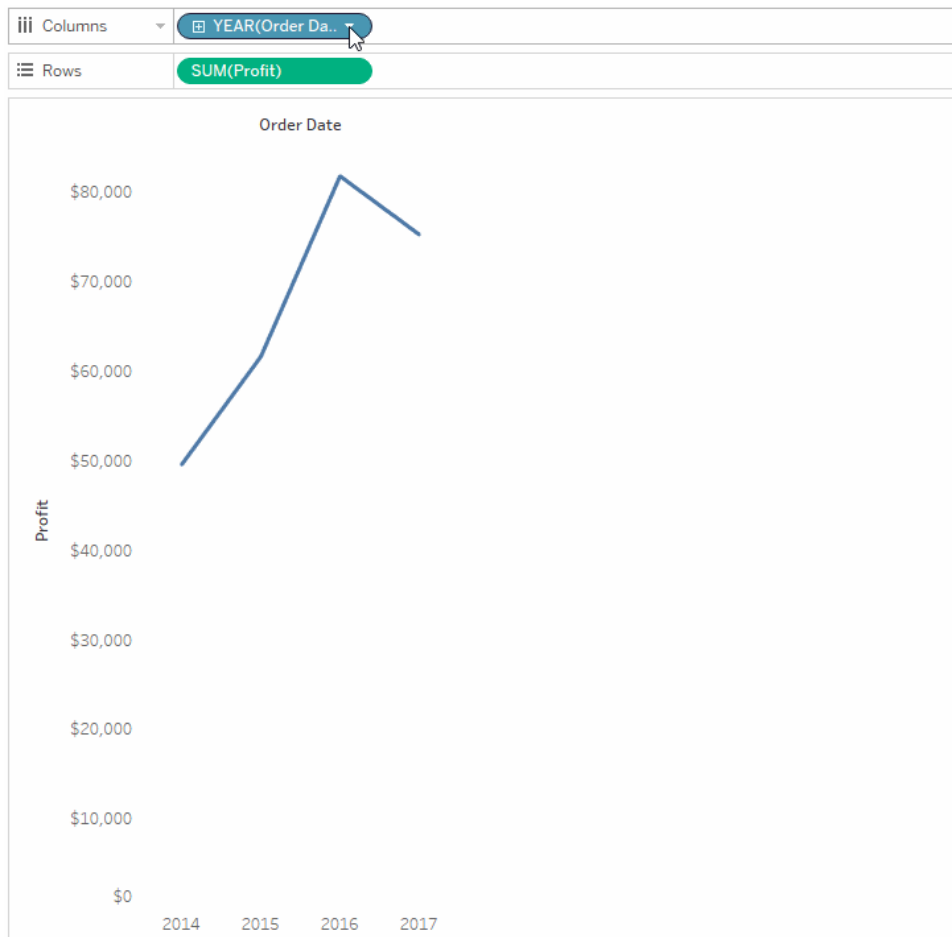 Columns
YEAR(Order Da..
Rows
SUM(Profit)
Order Date
$80,000
$70,000
$60,000
$50,000
Profit
$40,000
$30,000
$20,000
$10,000
$0
2014 2015 2016 2017